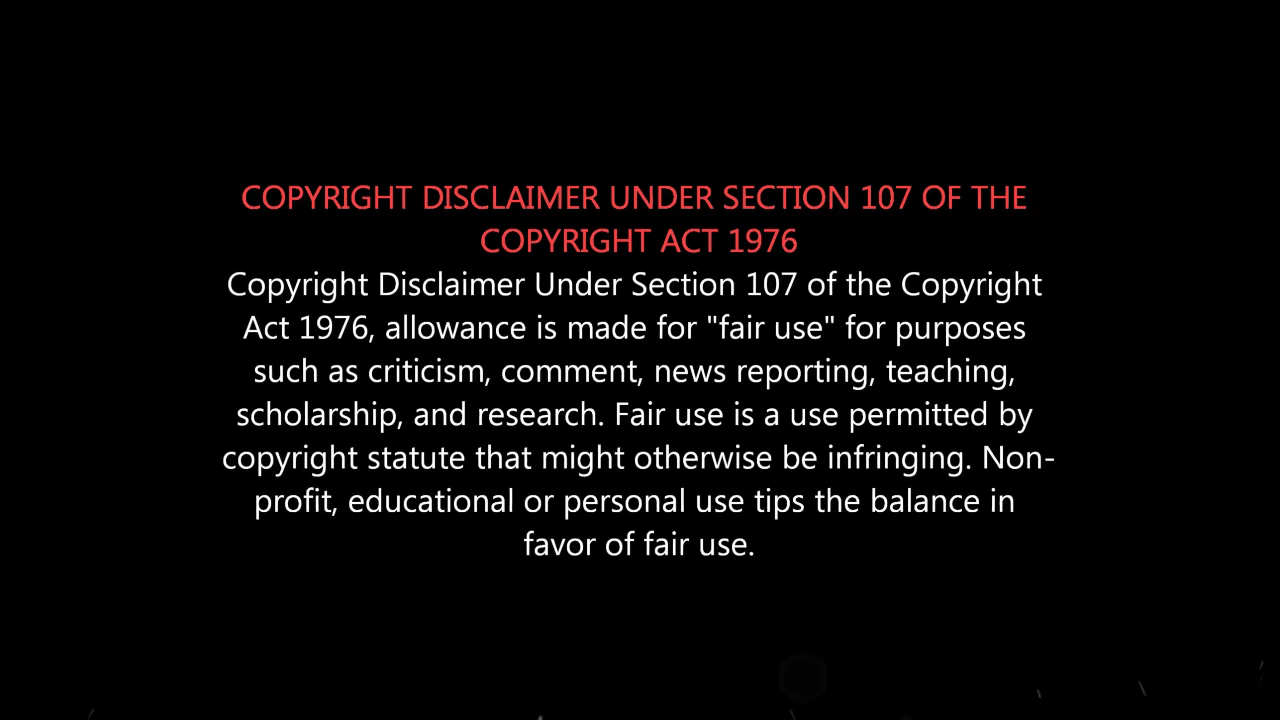 COPYRIGHT DISCLAIMER UNDER SECTION 107 OF THE
COPYRIGHT ACT 1976
Copyright Disclaimer Under Section 107 of the Copyright
Act 1976, allowance is made for "fair use" for purposes
such as criticism, comment, news reporting, teaching,
scholarship, and research. Fair use is a use permitted by
copyright statute that might otherwise be infringing. Non-
profit, educational or personal use tips the balance in
favor of fair use.